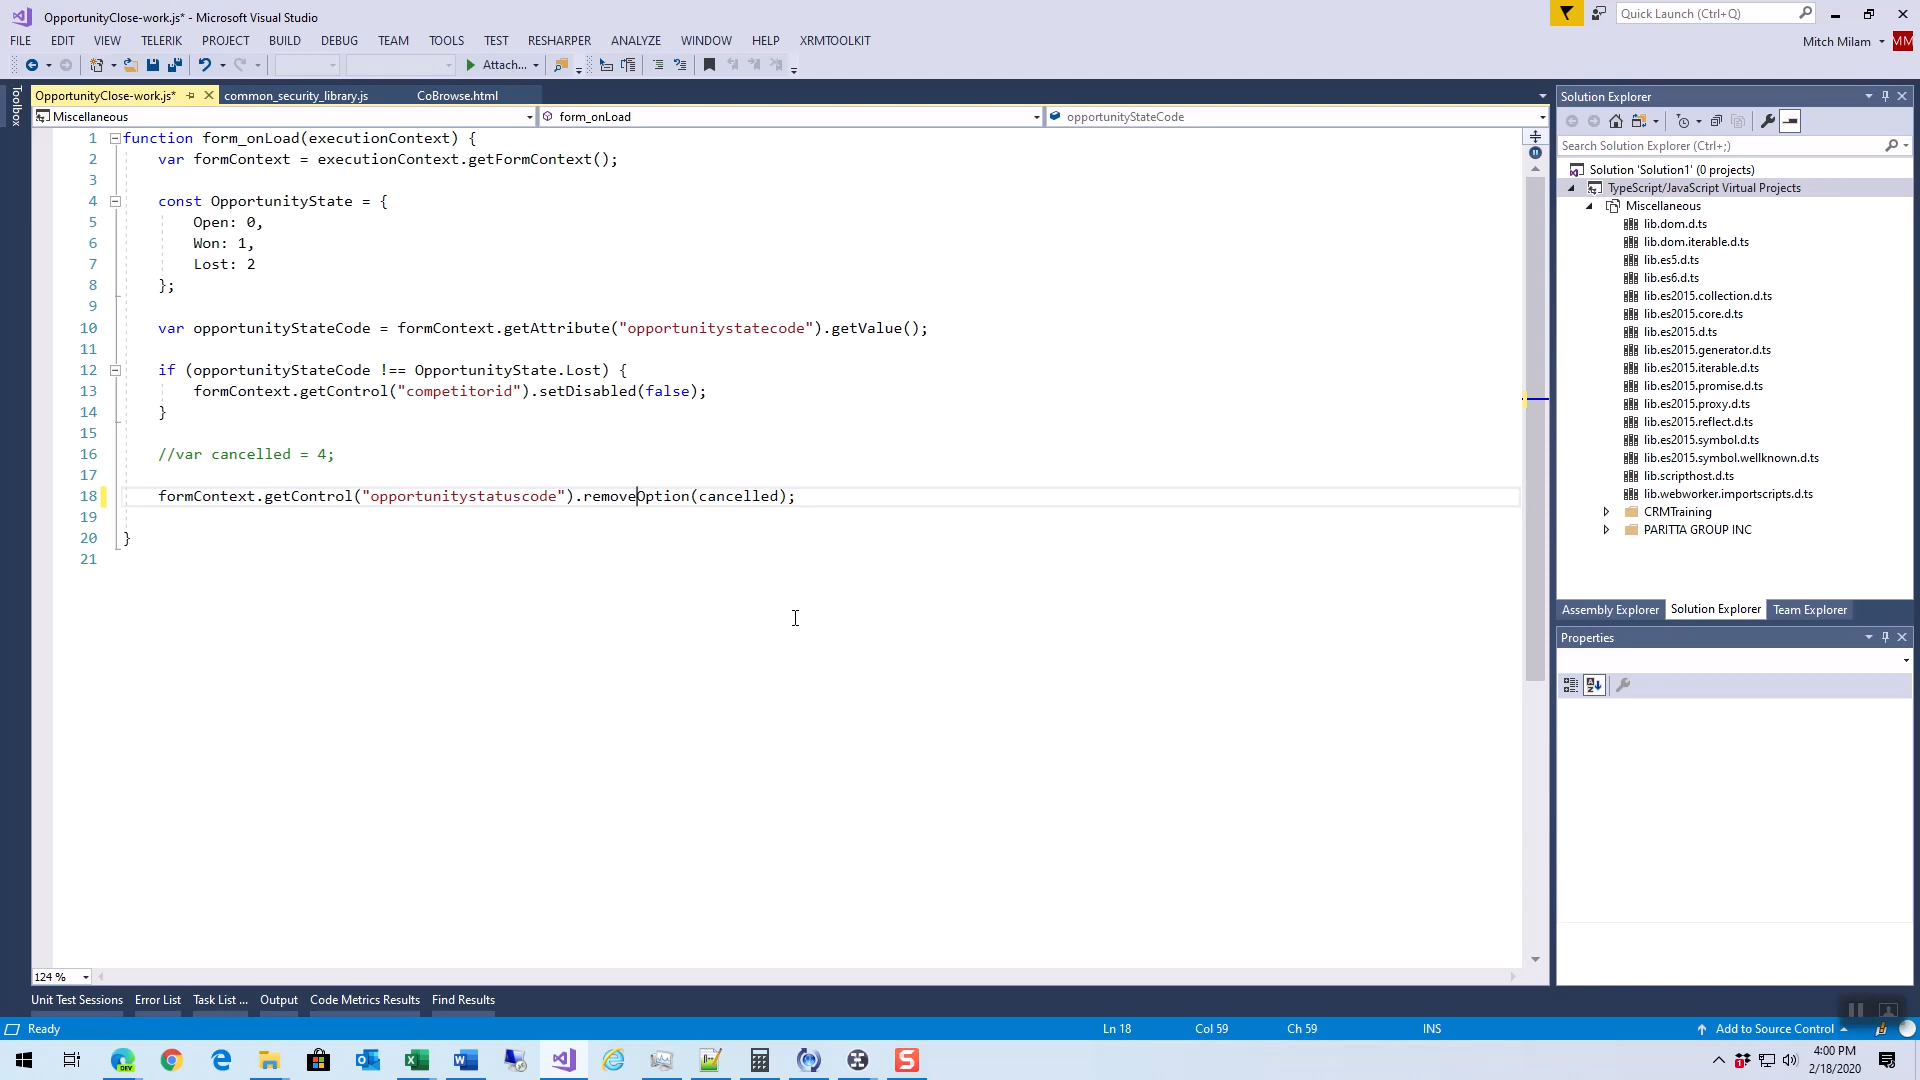 OpportunityClose-work.js* - Microsoft Visual Studio
Quick Launch (Ctrl+Q)
FILE EDIT VIEW TELERIK PROJECT BUILD DEBUG TEAM TOOLS TEST RESHARPER ANALYZE WINDOW HELP XRMTOOLKIT
Mitch Milam MM
Attach...
Toolbox
OpportunityClose-work.js* common_security_library.js CoBrowse.html
Miscellaneous form_onLoad opportunityStateCode
1 function form_onLoad(executionContext) {
2 var formContext = executionContext.getFormContext();
3
4 const OpportunityState = {
5 Open: 0,
6 Won: 1,
7 Lost: 2
8 };
9
10 var opportunityStateCode = formContext.getAttribute("opportunitystatecode").getValue();
11
12 if (opportunityStateCode !== OpportunityState.Lost) {
13 formContext.getControl("competitorid").setDisabled(false);
14 }
15
16 //var cancelled = 4;
17
18 formContext.getControl("opportunitystatuscode").removeOption(cancelled);
19
20 }
21
124 %
Solution Explorer
Search Solution Explorer (Ctrl+;)
Solution 'Solution1' (0 projects)
TypeScript/JavaScript Virtual Projects
Miscellaneous
lib.dom.d.ts
lib.dom.iterable.d.ts
lib.es5.d.ts
lib.es6.d.ts
lib.es2015.collection.d.ts
lib.es2015.core.d.ts
lib.es2015.d.ts
lib.es2015.generator.d.ts
lib.es2015.iterable.d.ts
lib.es2015.promise.d.ts
lib.es2015.proxy.d.ts
lib.es2015.reflect.d.ts
lib.es2015.symbol.d.ts
lib.es2015.symbol.wellknown.d.ts
lib.scripthost.d.ts
lib.webworker.importscripts.d.ts
CRMTraining
PARITTA GROUP INC
Assembly Explorer Solution Explorer Team Explorer
Properties
Unit Test Sessions Error List Task List ... Output Code Metrics Results Find Results
Ready Ln 18 Col 59 Ch 59 INS Add to Source Control
DEV
4:00 PM
2/18/2020